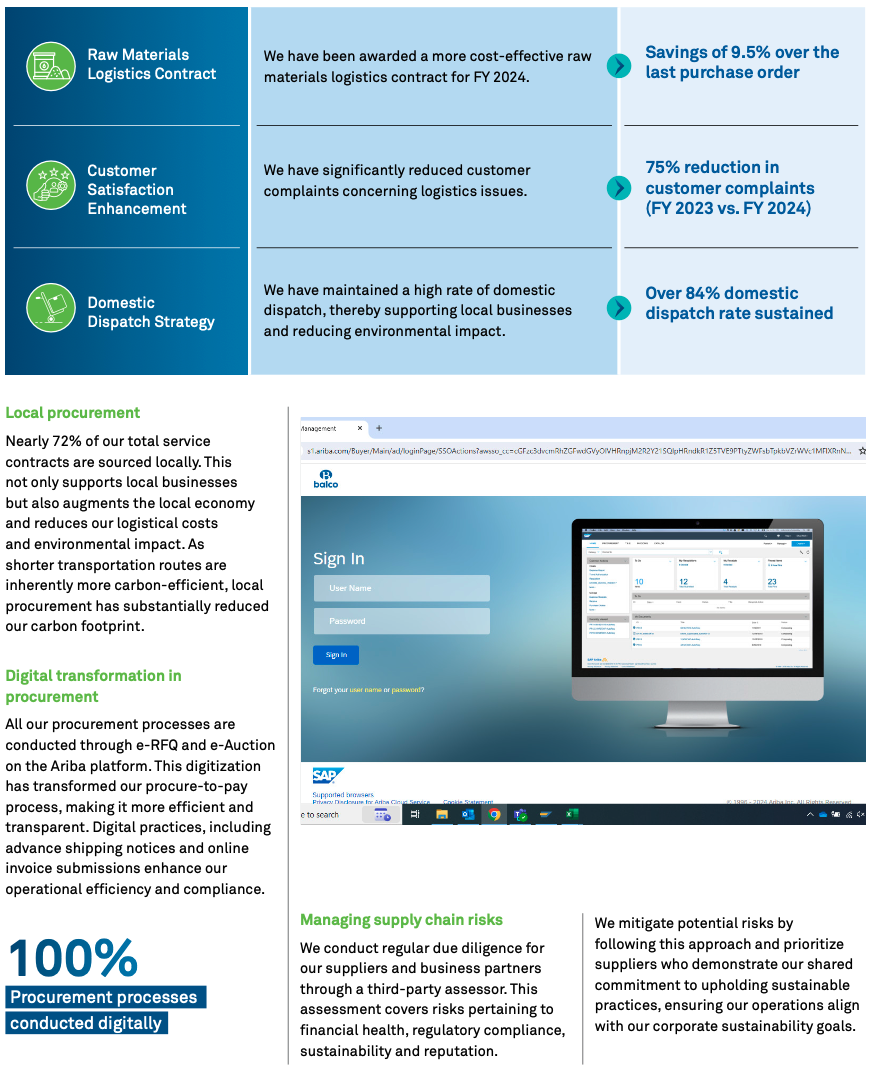 Raw Materials
Logistics Contract
We have been awarded a more cost-effective raw
materials logistics contract for FY 2024.
Savings of 9.5% over the
last purchase order
Customer
Satisfaction
Enhancement
We have significantly reduced customer
complaints concerning logistics issues.
75% reduction in
customer complaints
(FY 2023 vs. FY 2024)
Domestic
Dispatch Strategy
We have maintained a high rate of domestic
dispatch, thereby supporting local businesses
and reducing environmental impact.
Over 84% domestic
dispatch rate sustained
Local procurement
Nearly 72% of our total service
contracts are sourced locally. This
not only supports local businesses
but also augments the local economy
and reduces our logistical costs
and environmental impact. As
shorter transportation routes are
inherently more carbon-efficient, local
procurement has substantially reduced
our carbon footprint.
Digital transformation in
procurement
All our procurement processes are
conducted through e-RFQ and e-Auction
on the Ariba platform. This digitization
has transformed our procure-to-pay
process, making it more efficient and
transparent. Digital practices, including
advance shipping notices and online
invoice submissions enhance our
operational efficiency and compliance.
100%
Procurement processes
conducted digitally
Management
balco
Sign In
User Name
Password
Sign In
Forgot your user name or password?
10
12
4
23
SAP
Supported browsers
Privacy Disclosure for Ariba Cloud Service Cookie Statement
© 1996 - 2024 Ariba Inc. All Rights Reserved.
e to search
Managing supply chain risks
We conduct regular due diligence for
our suppliers and business partners
through a third-party assessor. This
assessment covers risks pertaining to
financial health, regulatory compliance,
sustainability and reputation.
We mitigate potential risks by
following this approach and prioritize
suppliers who demonstrate our shared
commitment to upholding sustainable
practices, ensuring our operations align
with our corporate sustainability goals.